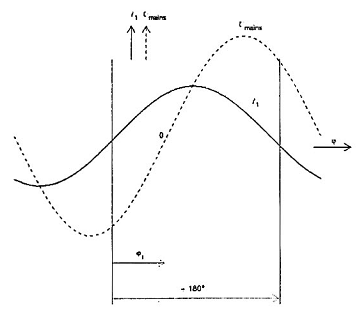 I₁ t mains
t mains
I₁
0
φ
φ₁
~ 180°